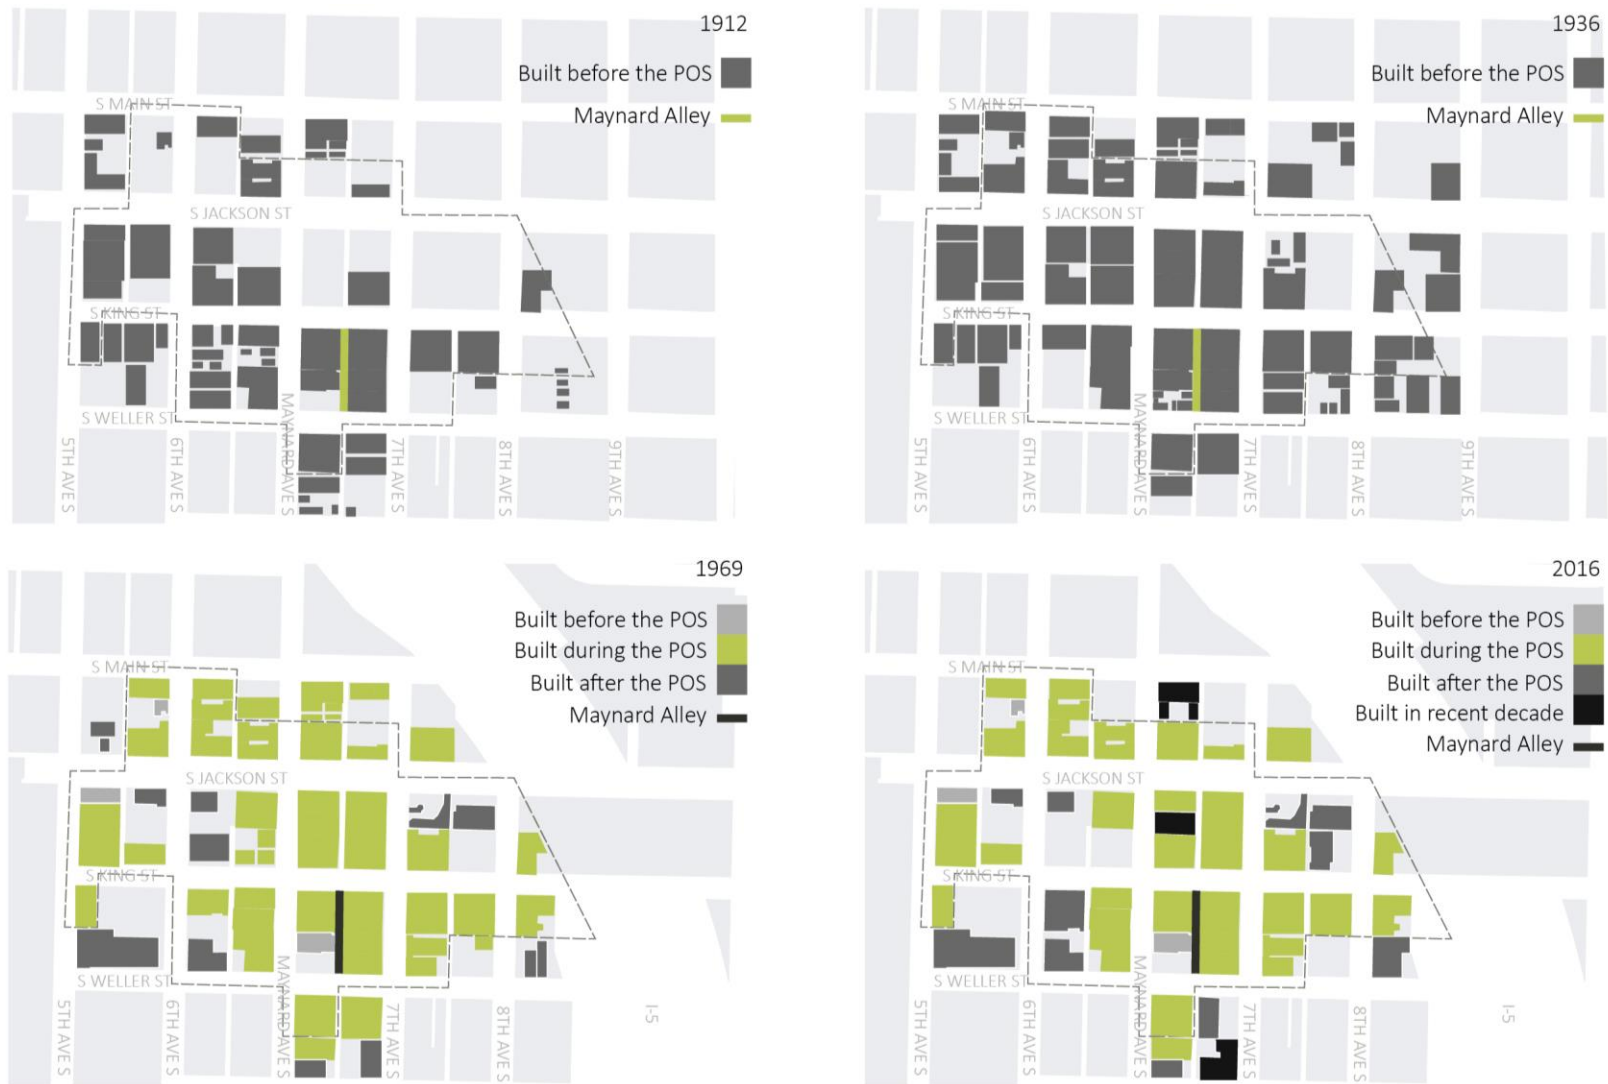 1912
Built before the POS
Maynard Alley
S MAIN ST
S JACKSON ST
S KING ST
S WELLER ST
5TH AVE S
6TH AVE S
MAYNARD AVE S
7TH AVE S
8TH AVE S
9TH AVE S
1936
Built before the POS
Maynard Alley
S MAIN ST
S JACKSON ST
S KING ST
S WELLER ST
5TH AVE S
6TH AVE S
MAYNARD AVE S
7TH AVE S
8TH AVE S
9TH AVE S
1969
Built before the POS
Built during the POS
Built after the POS
Maynard Alley
S MAIN ST
S JACKSON ST
S KING ST
S WELLER ST
5TH AVE S
6TH AVE S
MAYNARD AVE S
7TH AVE S
8TH AVE S
I-5
2016
Built before the POS
Built during the POS
Built after the POS
Built in recent decade
Maynard Alley
S MAIN ST
S JACKSON ST
S KING ST
S WELLER ST
5TH AVE S
6TH AVE S
MAYNARD AVE S
7TH AVE S
8TH AVE S
I-5